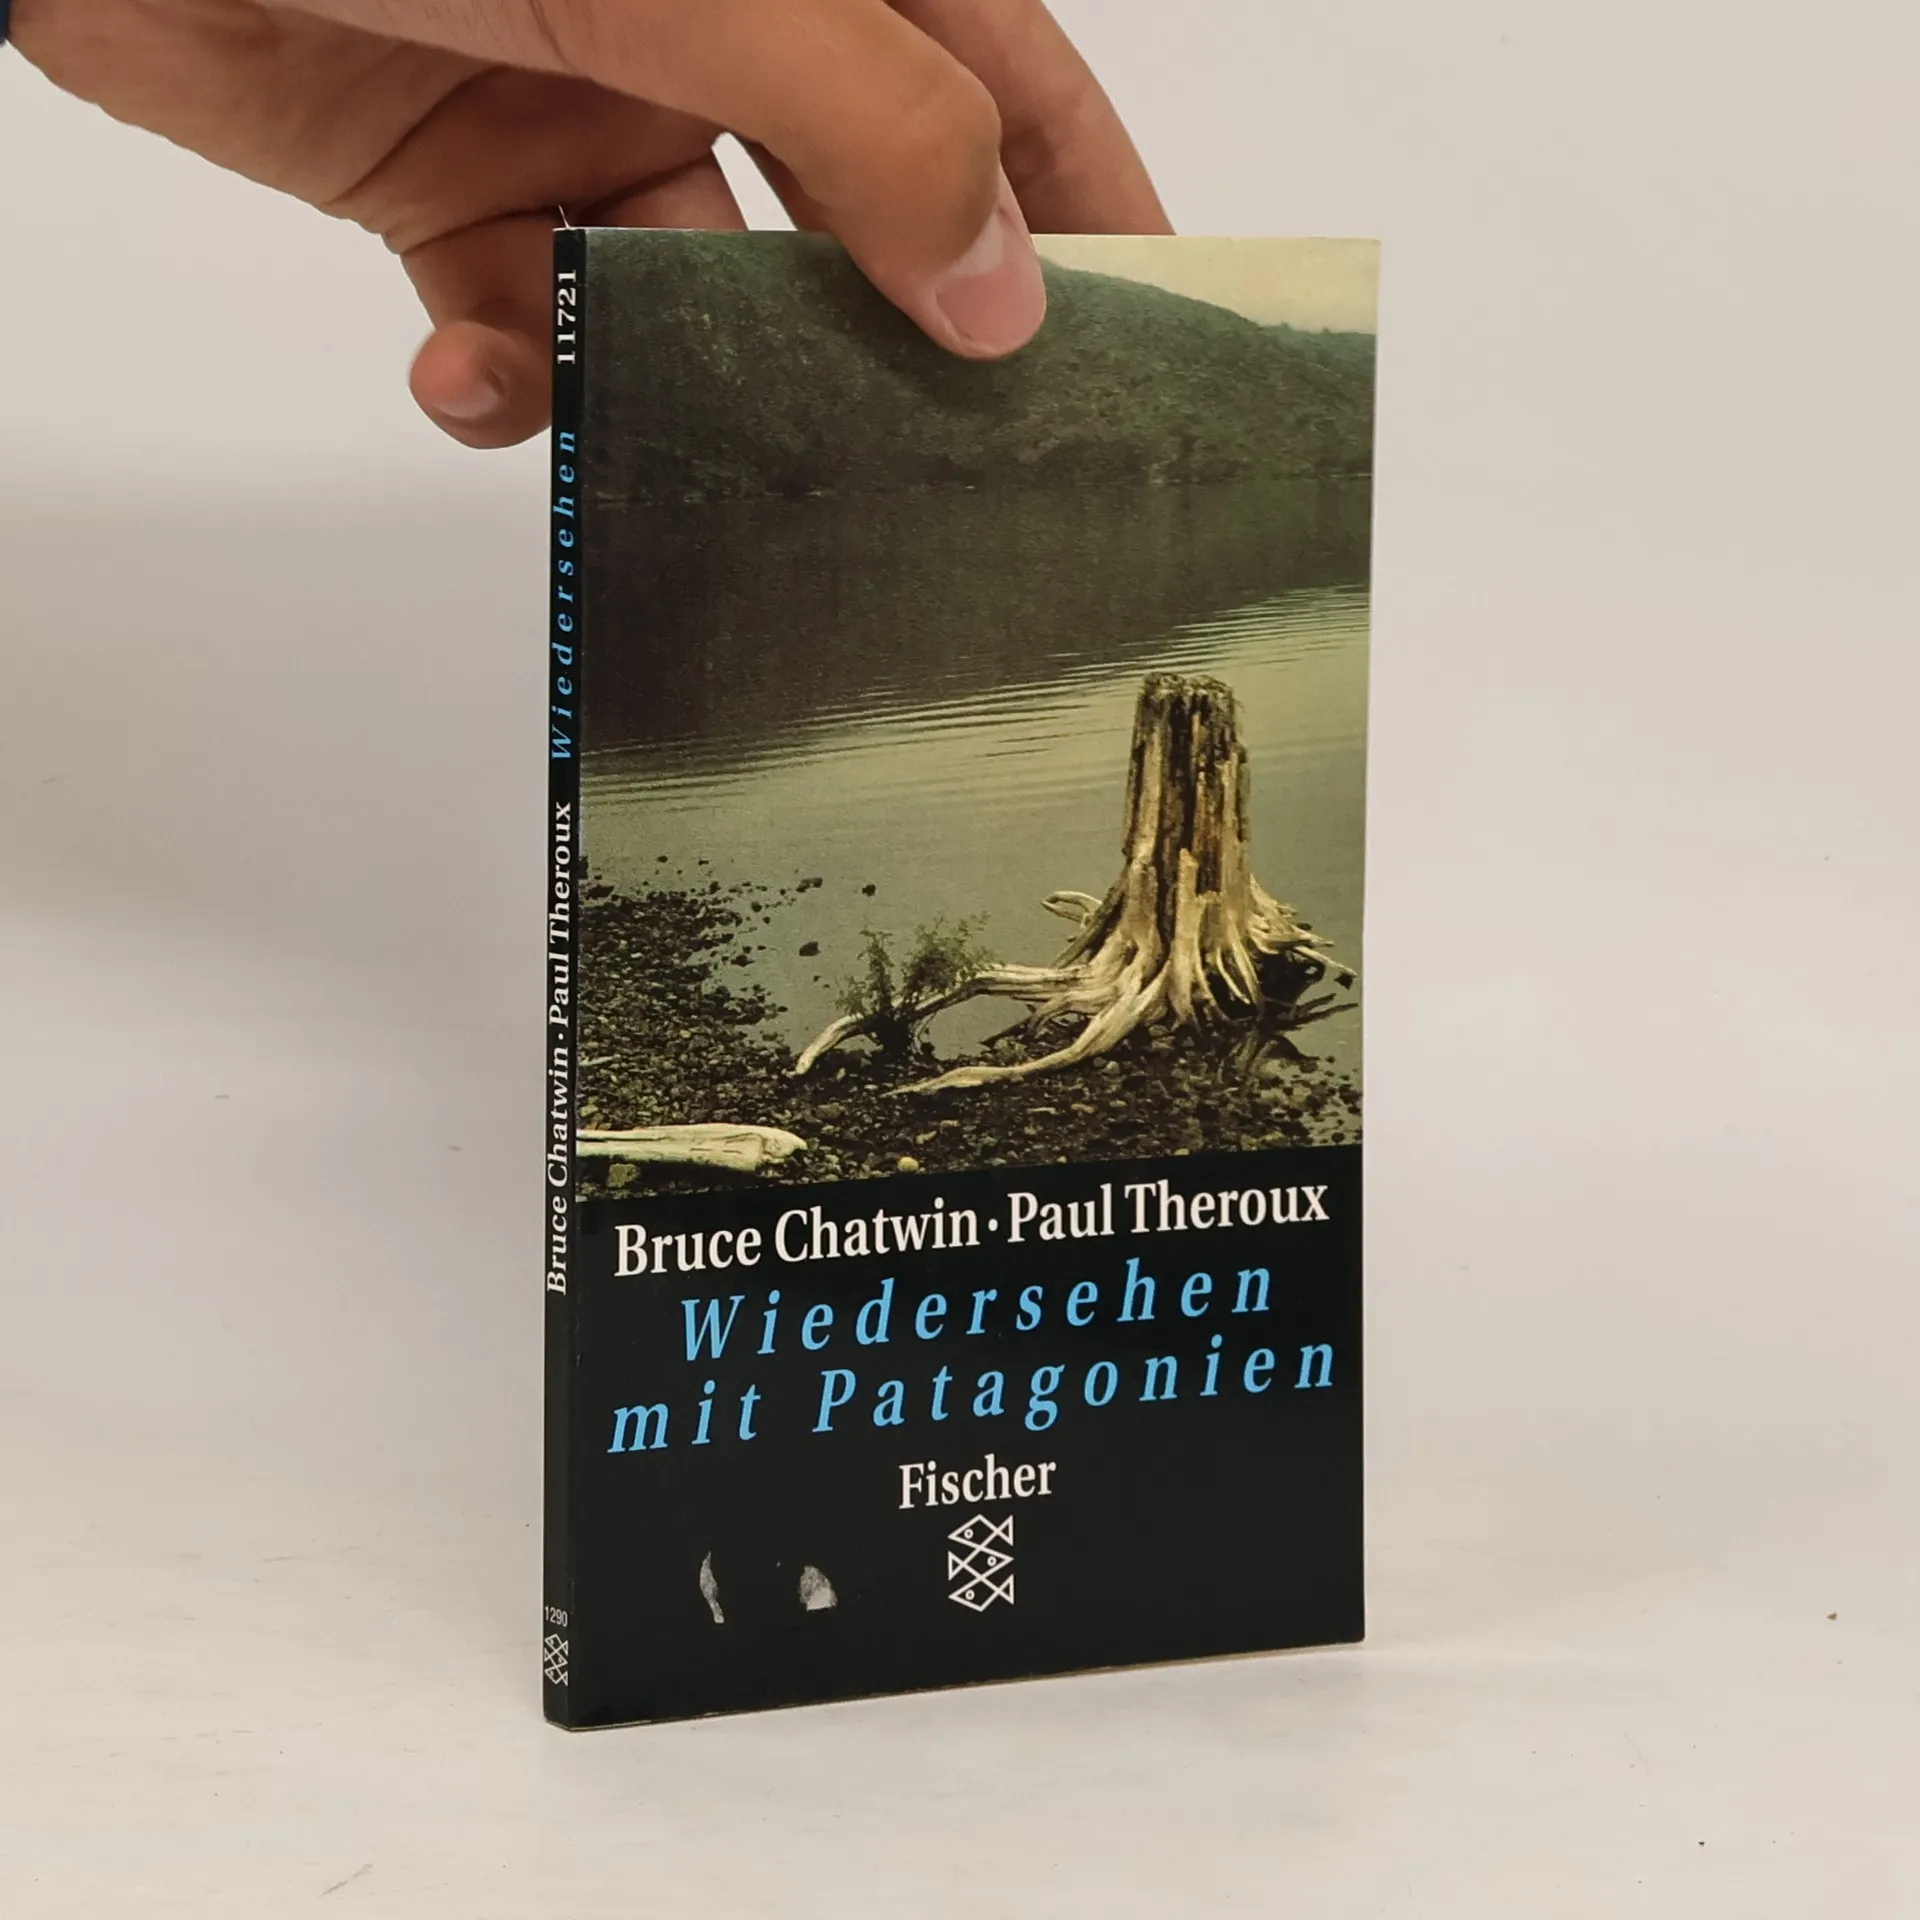 Bruce Chatwin · Paul Theroux
Wiedersehen
mit Patagonien
Fischer
Bruce Chatwin · Paul Theroux Wiedersehen 11721
1290